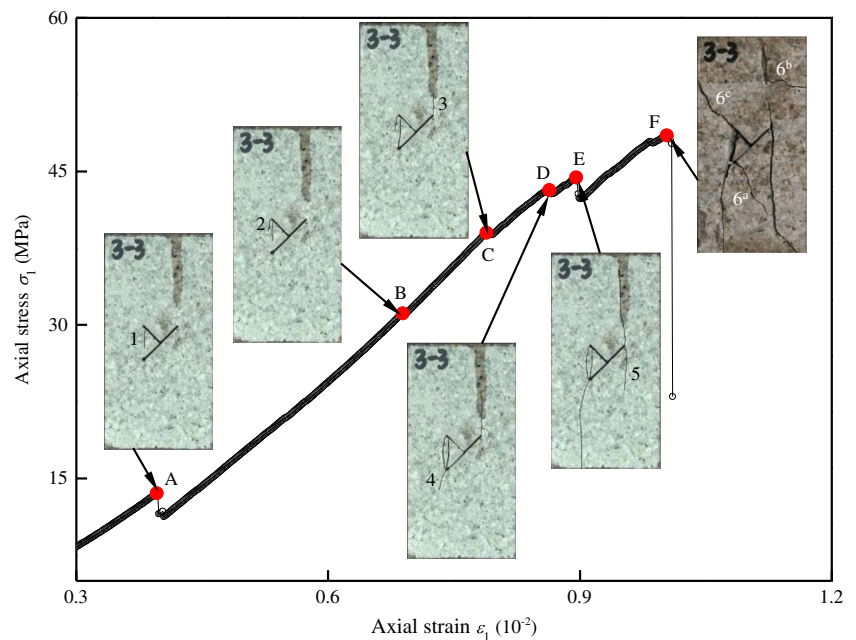 60
45
30
15
0.3
0.6
0.9
1.2
Axial stress σ₁ (MPa)
Axial strain ε₁ (10⁻²)
A
B
C
D
E
F
3-3
1
3-3
2
3-3
3
3-3
4
3-3
5
3-3
6ᵃ
6ᵇ
6ᶜ